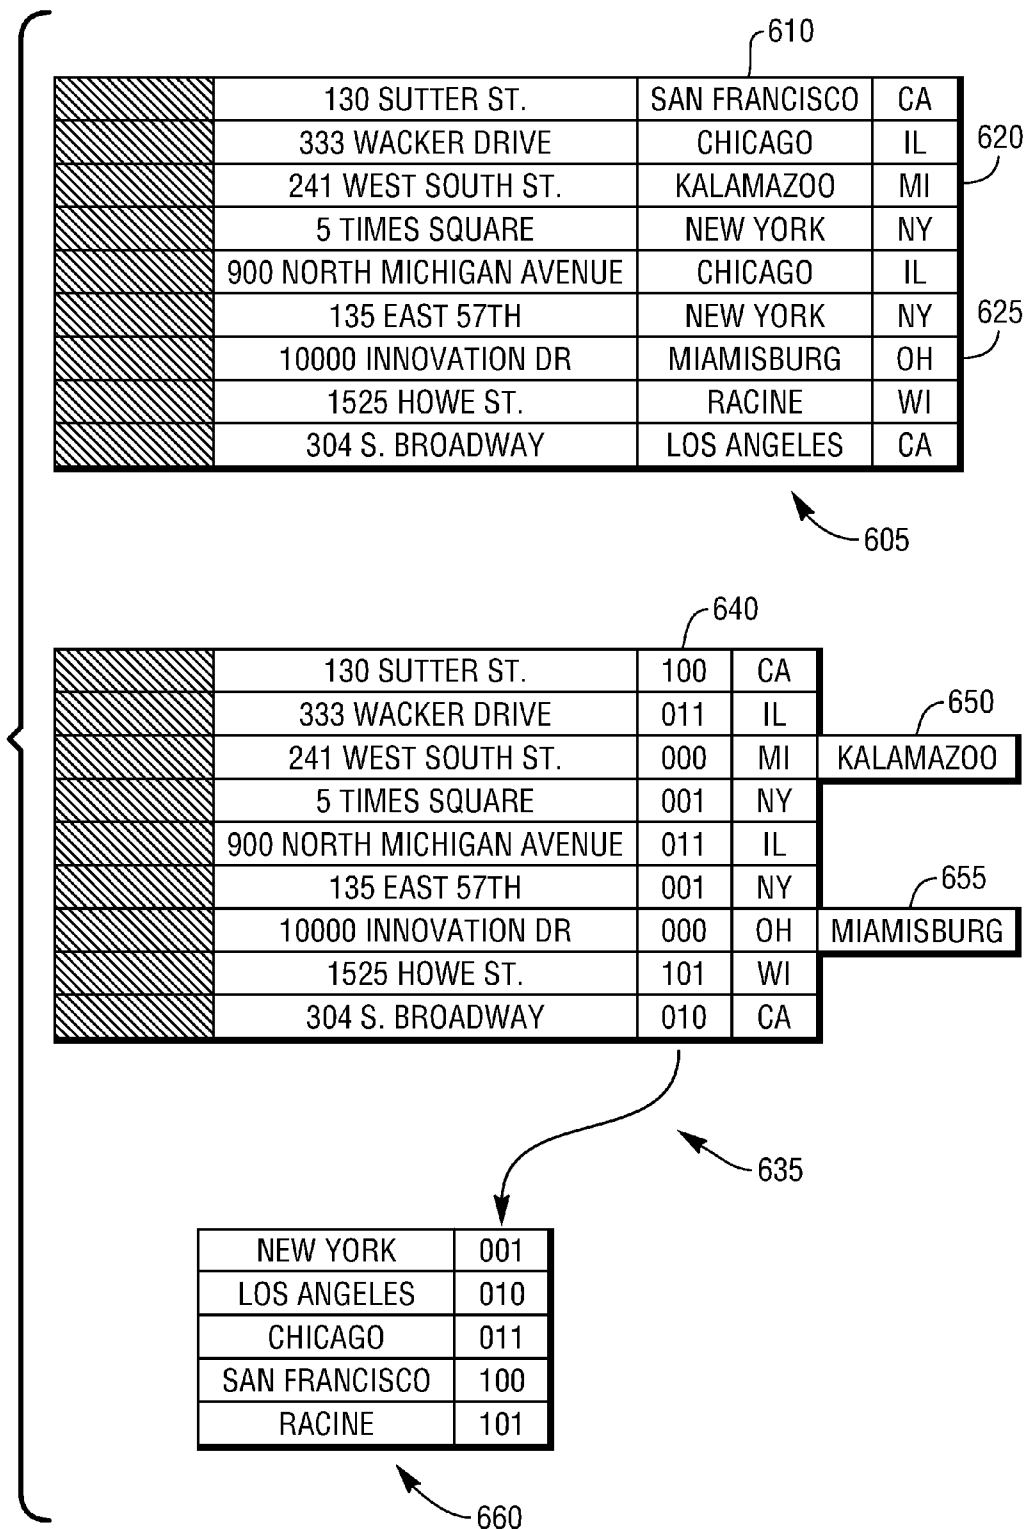 610
130 SUTTER ST. SAN FRANCISCO CA
333 WACKER DRIVE CHICAGO IL
620
241 WEST SOUTH ST. KALAMAZOO MI
5 TIMES SQUARE NEW YORK NY
900 NORTH MICHIGAN AVENUE CHICAGO IL
135 EAST 57TH NEW YORK NY
625
10000 INNOVATION DR MIAMISBURG OH
1525 HOWE ST. RACINE WI
304 S. BROADWAY LOS ANGELES CA
605
640
130 SUTTER ST. 100 CA
333 WACKER DRIVE 011 IL
650
241 WEST SOUTH ST. 000 MI KALAMAZOO
5 TIMES SQUARE 001 NY
900 NORTH MICHIGAN AVENUE 011 IL
135 EAST 57TH 001 NY
655
10000 INNOVATION DR 000 OH MIAMISBURG
1525 HOWE ST. 101 WI
304 S. BROADWAY 010 CA
635
NEW YORK 001
LOS ANGELES 010
CHICAGO 011
SAN FRANCISCO 100
RACINE 101
660